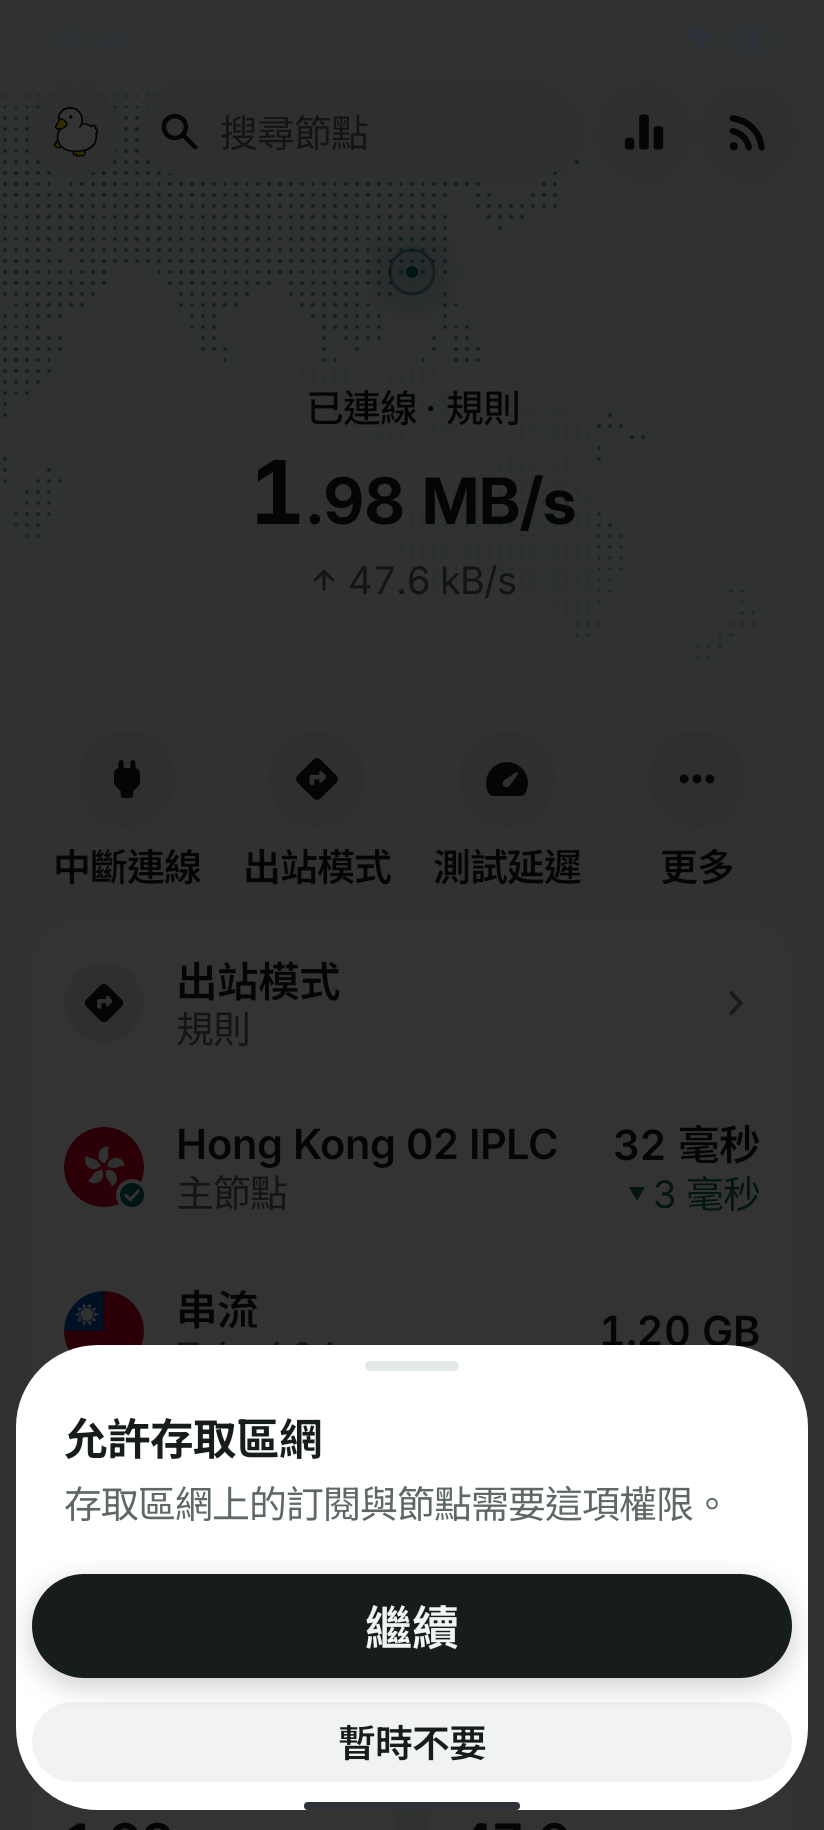 搜尋節點
已連線 · 規則
1.98 MB/s
↑ 47.6 kB/s
中斷連線
出站模式
測試延遲
更多
出站模式
規則
Hong Kong 02 IPLC
32 毫秒
主節點
▼3 毫秒
串流
1.20 GB
允許存取區網
存取區網上的訂閱與節點需要這項權限。
繼續
暫時不要